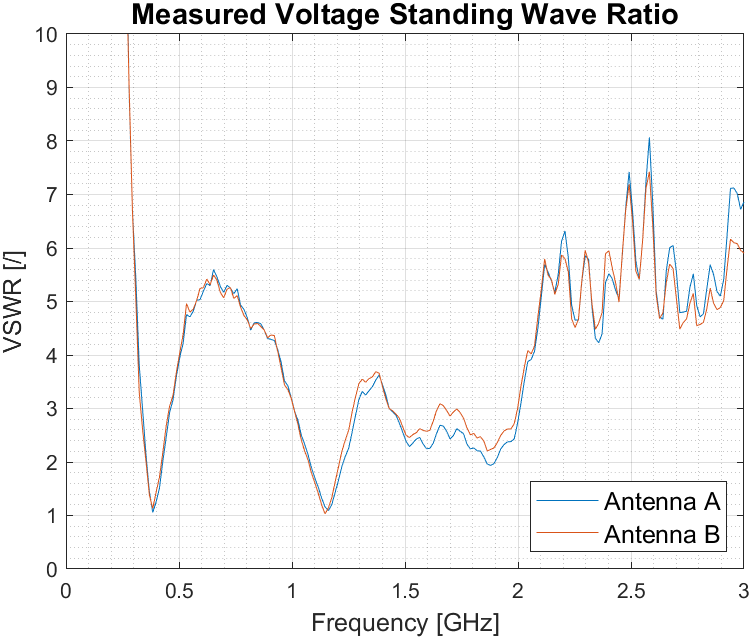 Measured Voltage Standing Wave Ratio
VSWR [/]
10
9
8
7
6
5
4
3
2
1
0
0 0.5 1 1.5 2 2.5 3
Frequency [GHz]
Antenna A
Antenna B